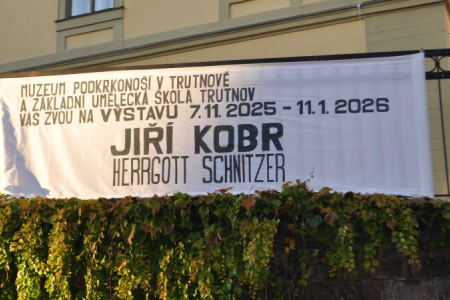 MUZEUM PODKRKONOŠÍ V TRUTNOVĚ
A ZÁKLADNÍ UMĚLECKÁ ŠKOLA TRUTNOV
VÁS ZVOU NA VÝSTAVU 7.11.2025 - 11.1.2026
JIŘÍ KOBR
HERRGOTT SCHNITZER